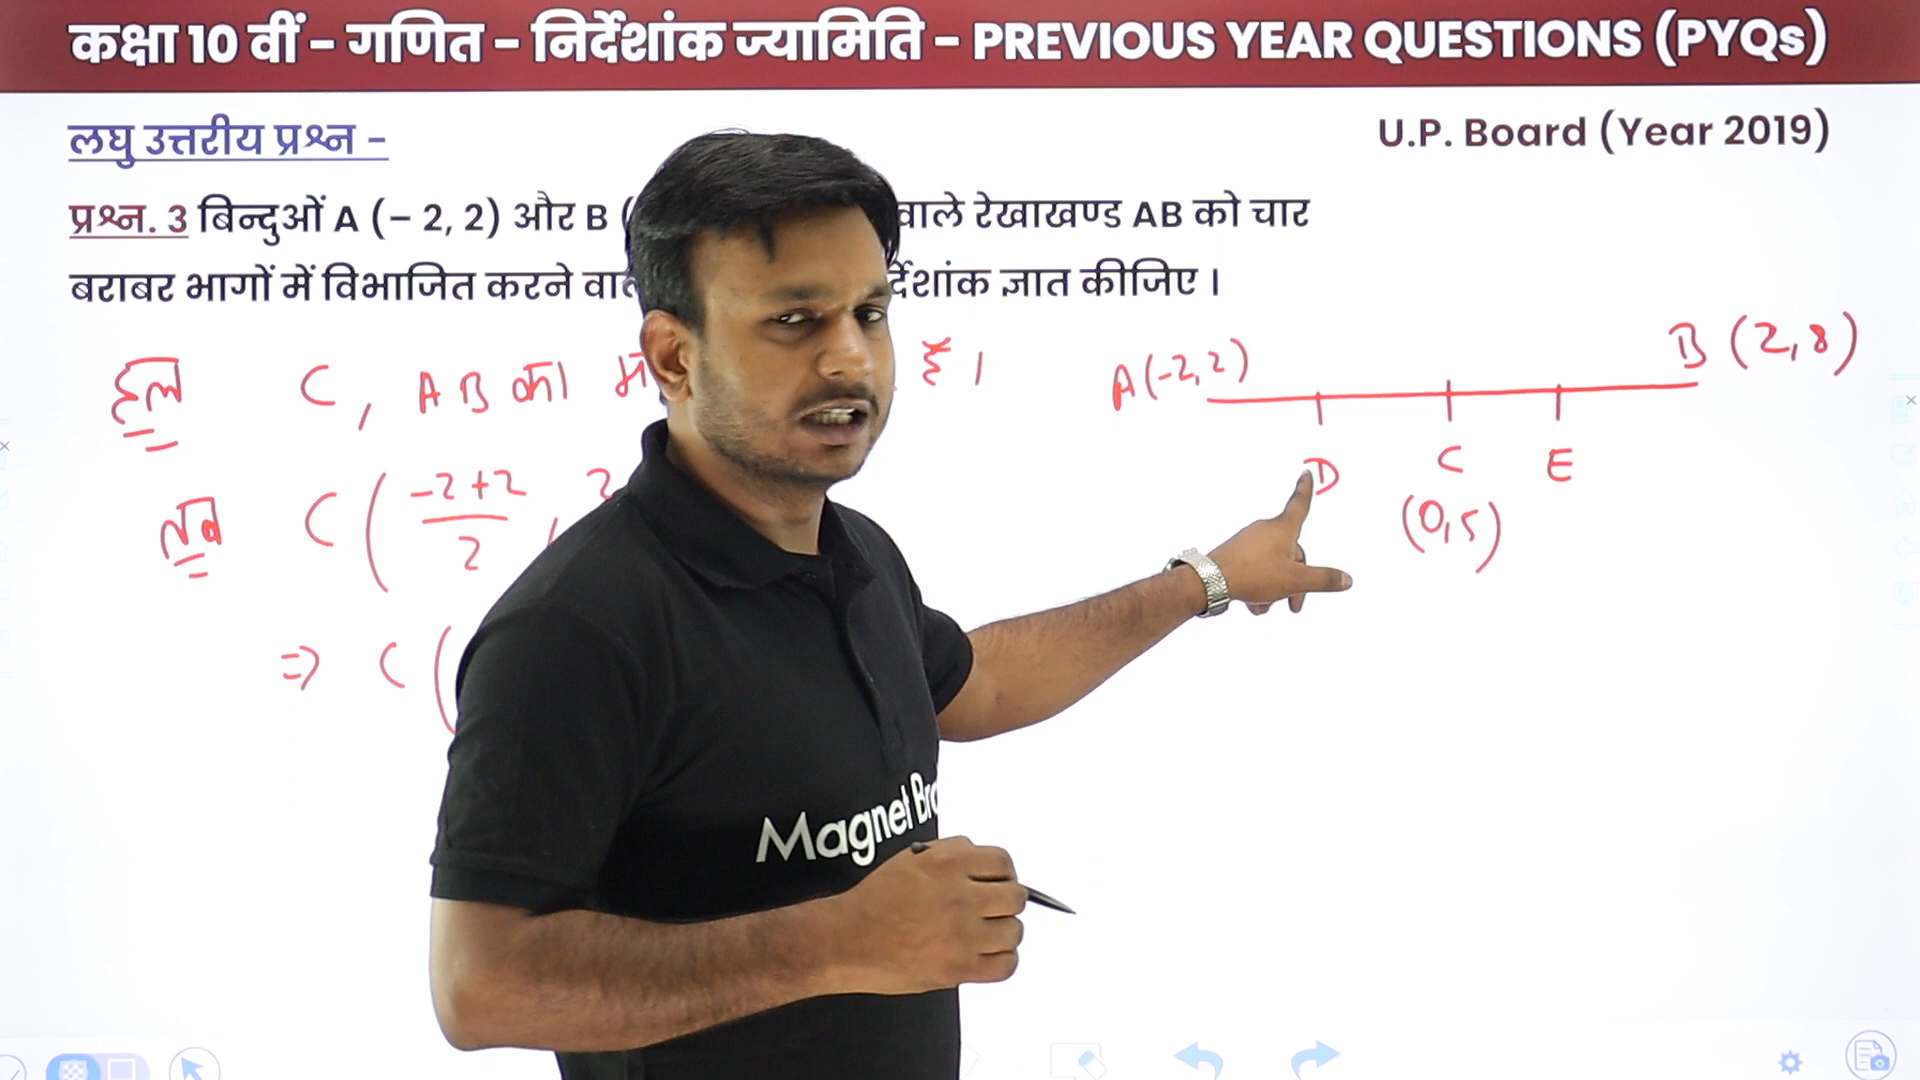 कक्षा 10 वीं – गणित – निर्देशांक ज्यामिति – PREVIOUS YEAR QUESTIONS (PYQs)
लघु उत्तरीय प्रश्न –
U.P. Board (Year 2019)
प्रश्न. 3 बिन्दुओं A (– 2, 2) और B ( वाले रेखाखण्ड AB को चार
बराबर भागों में विभाजित करने ज्ञात कीजिए ।
हल C, AB का है।
A(-2,2) B (2,8)
D C E
(0,5)
तब C ( -2+2 / 2 , 2
⇒ C (
Magnet